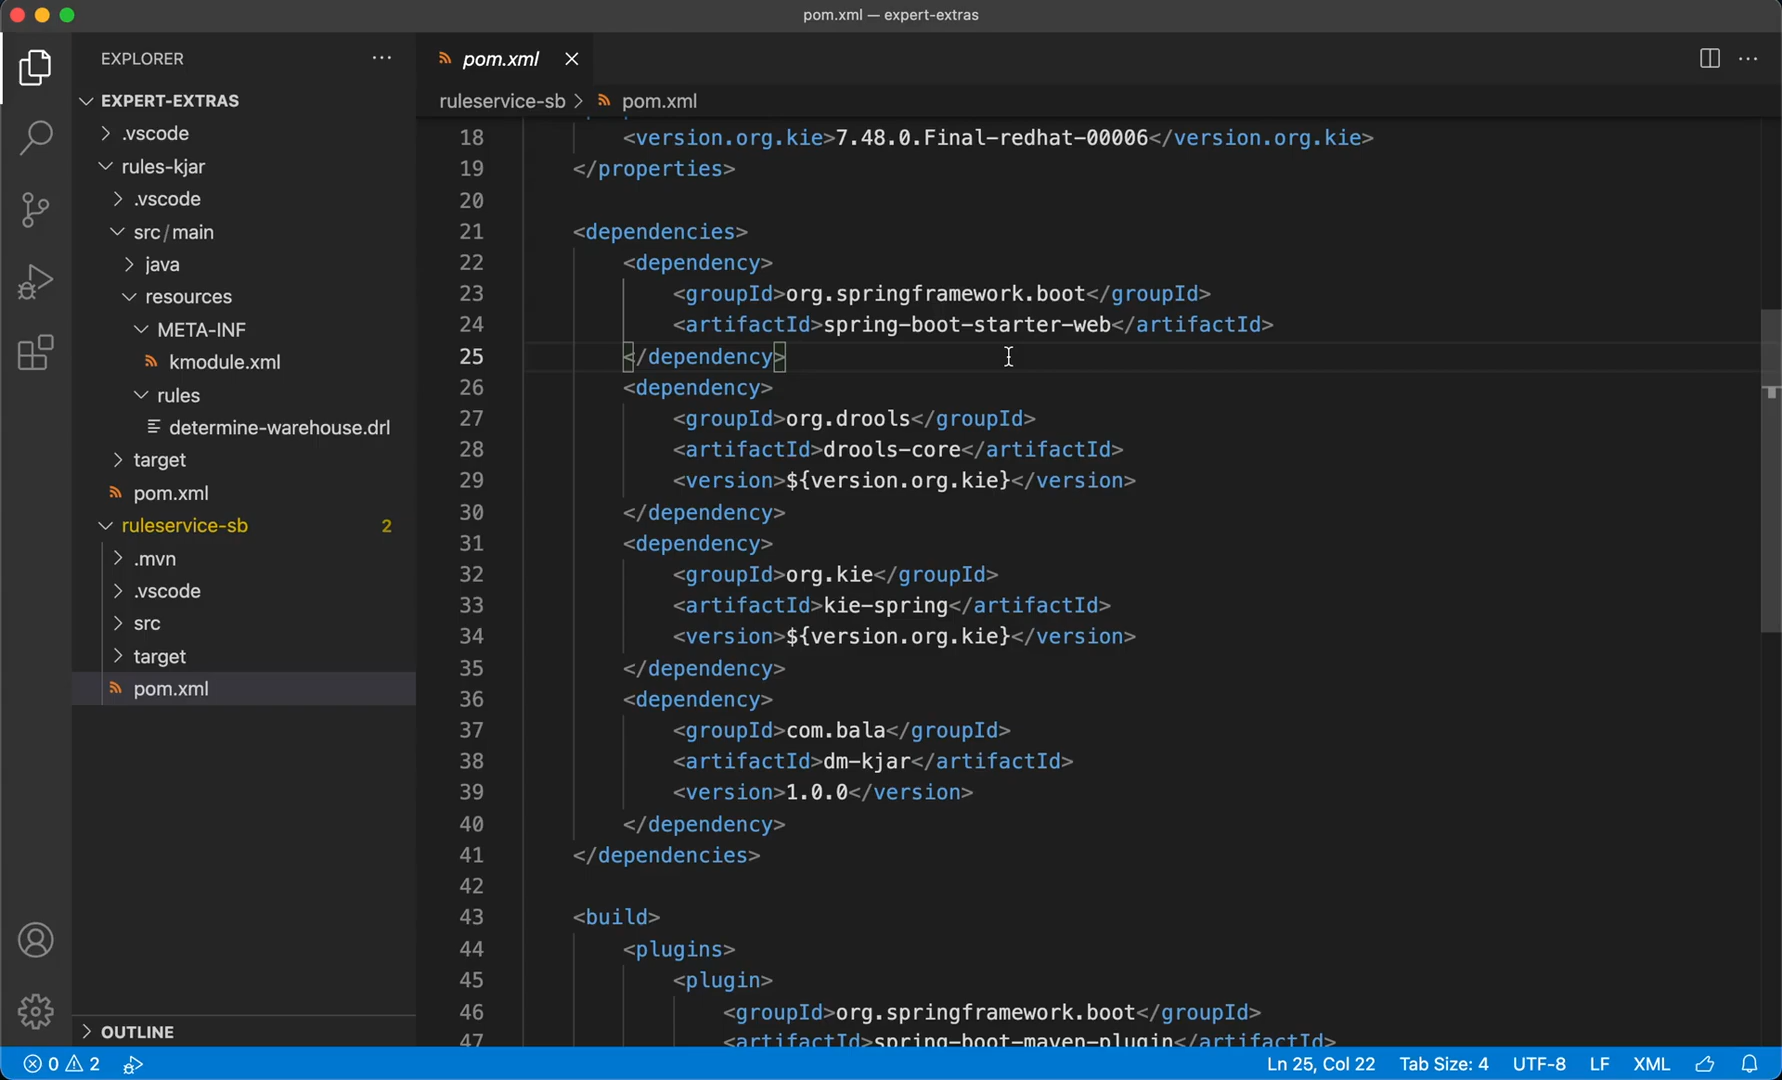 pom.xml — expert-extras
EXPLORER
EXPERT-EXTRAS
.vscode
rules-kjar
.vscode
src/main
java
resources
META-INF
kmodule.xml
rules
determine-warehouse.drl
target
pom.xml
ruleservice-sb 2
.mvn
.vscode
src
target
pom.xml
OUTLINE
pom.xml
ruleservice-sb > pom.xml
18 <version.org.kie>7.48.0.Final-redhat-00006</version.org.kie>
19 </properties>
20
21 <dependencies>
22 <dependency>
23 <groupId>org.springframework.boot</groupId>
24 <artifactId>spring-boot-starter-web</artifactId>
25 </dependency>
26 <dependency>
27 <groupId>org.drools</groupId>
28 <artifactId>drools-core</artifactId>
29 <version>${version.org.kie}</version>
30 </dependency>
31 <dependency>
32 <groupId>org.kie</groupId>
33 <artifactId>kie-spring</artifactId>
34 <version>${version.org.kie}</version>
35 </dependency>
36 <dependency>
37 <groupId>com.bala</groupId>
38 <artifactId>dm-kjar</artifactId>
39 <version>1.0.0</version>
40 </dependency>
41 </dependencies>
42
43 <build>
44 <plugins>
45 <plugin>
46 <groupId>org.springframework.boot</groupId>
47 <artifactId>spring-boot-maven-plugin</artifactId>
0 2
Ln 25, Col 22 Tab Size: 4 UTF-8 LF XML